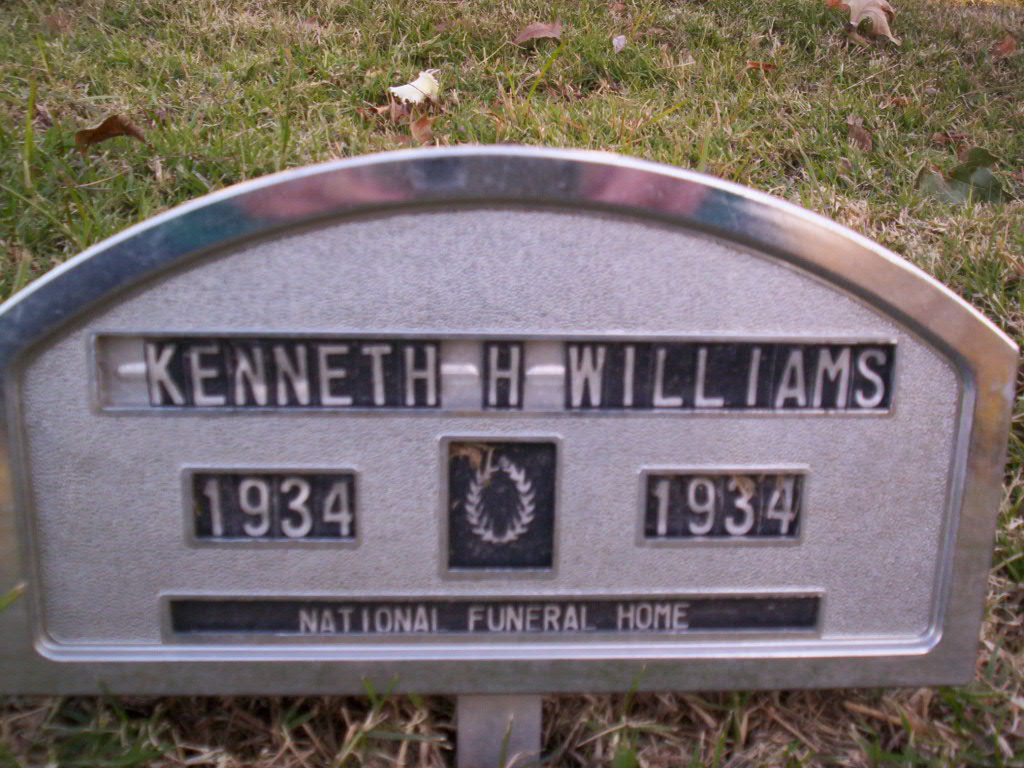 KENNETH H WILLIAMS
1934 1934
NATIONAL FUNERAL HOME